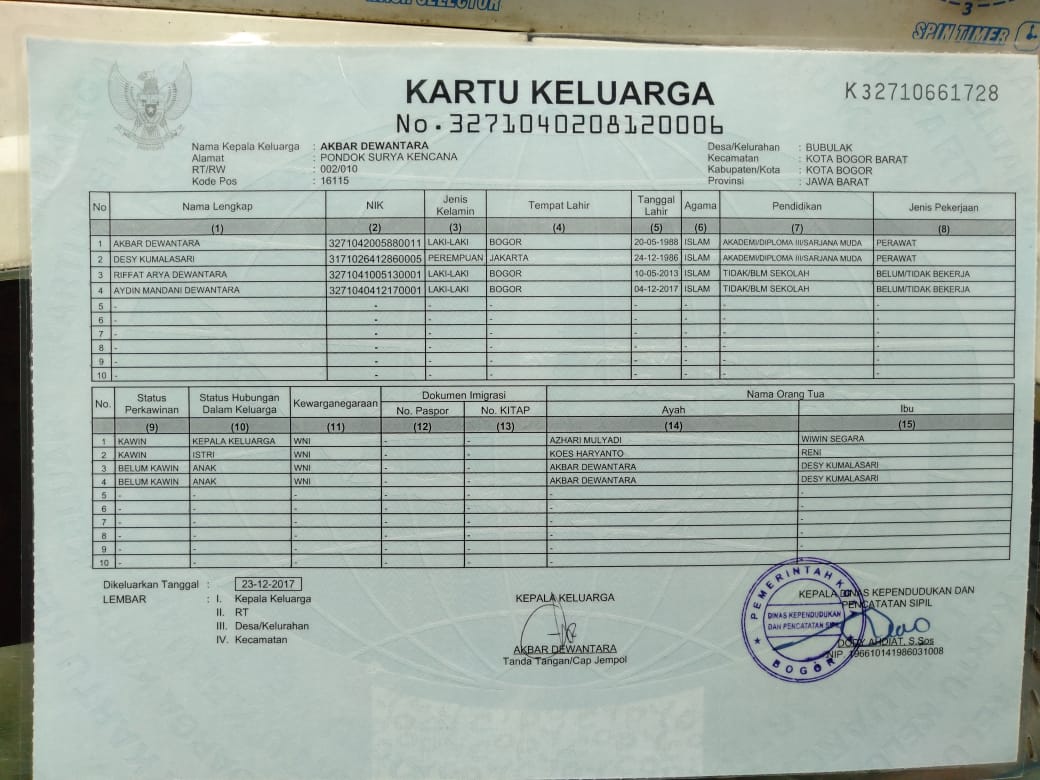 SPIN TIMER
3
KARTU KELUARGA
K32710661728
No.3271040208120006
Nama Kepala Keluarga : AKBAR DEWANTARA
Alamat : PONDOK SURYA KENCANA
RT/RW : 002/010
Kode Pos : 16115
Desa/Kelurahan : BUBULAK
Kecamatan : KOTA BOGOR BARAT
Kabupaten/Kota : KOTA BOGOR
Provinsi : JAWA BARAT
No Nama Lengkap NIK Jenis Kelamin Tempat Lahir Tanggal Lahir Agama Pendidikan Jenis Pekerjaan
(1) (2) (3) (4) (5) (6) (7) (8)
1 AKBAR DEWANTARA 3271042005880011 LAKI-LAKI BOGOR 20-05-1988 ISLAM AKADEMI/DIPLOMA III/SARJANA MUDA PERAWAT
2 DESY KUMALASARI 3171026412860005 PEREMPUAN JAKARTA 24-12-1986 ISLAM AKADEMI/DIPLOMA III/SARJANA MUDA PERAWAT
3 RIFFAT ARYA DEWANTARA 3271041005130001 LAKI-LAKI BOGOR 10-05-2013 ISLAM TIDAK/BLM SEKOLAH BELUM/TIDAK BEKERJA
4 AYDIN MANDANI DEWANTARA 3271040412170001 LAKI-LAKI BOGOR 04-12-2017 ISLAM TIDAK/BLM SEKOLAH BELUM/TIDAK BEKERJA
5 - - - - - - - -
6 - - - - - - - -
7 - - - - - - - -
8 - - - - - - - -
9 - - - - - - - -
10 - - - - - - - -
No. Status Perkawinan Status Hubungan Dalam Keluarga Kewarganegaraan Dokumen Imigrasi Nama Orang Tua
No. Paspor No. KITAP Ayah Ibu
(9) (10) (11) (12) (13) (14) (15)
1 KAWIN KEPALA KELUARGA WNI - - AZHARI MULYADI WIWIN SEGARA
2 KAWIN ISTRI WNI - - KOES HARYANTO RENI
3 BELUM KAWIN ANAK WNI - - AKBAR DEWANTARA DESY KUMALASARI
4 BELUM KAWIN ANAK WNI - - AKBAR DEWANTARA DESY KUMALASARI
5 - - - - - - -
6 - - - - - - -
7 - - - - - - -
8 - - - - - - -
9 - - - - - - -
10 - - - - - - -
Dikeluarkan Tanggal : 23-12-2017
LEMBAR : I. Kepala Keluarga
II. RT
III. Desa/Kelurahan
IV. Kecamatan
KEPALA KELUARGA
AKBAR DEWANTARA
Tanda Tangan/Cap Jempol
KEPALA DINAS KEPENDUDUKAN DAN
PENCATATAN SIPIL
PEMERINTAH
DINAS KEPENDUDUKAN
DAN PENCATATAN SIPIL
BOGOR
S.Sos
NIP. 196610141986031008